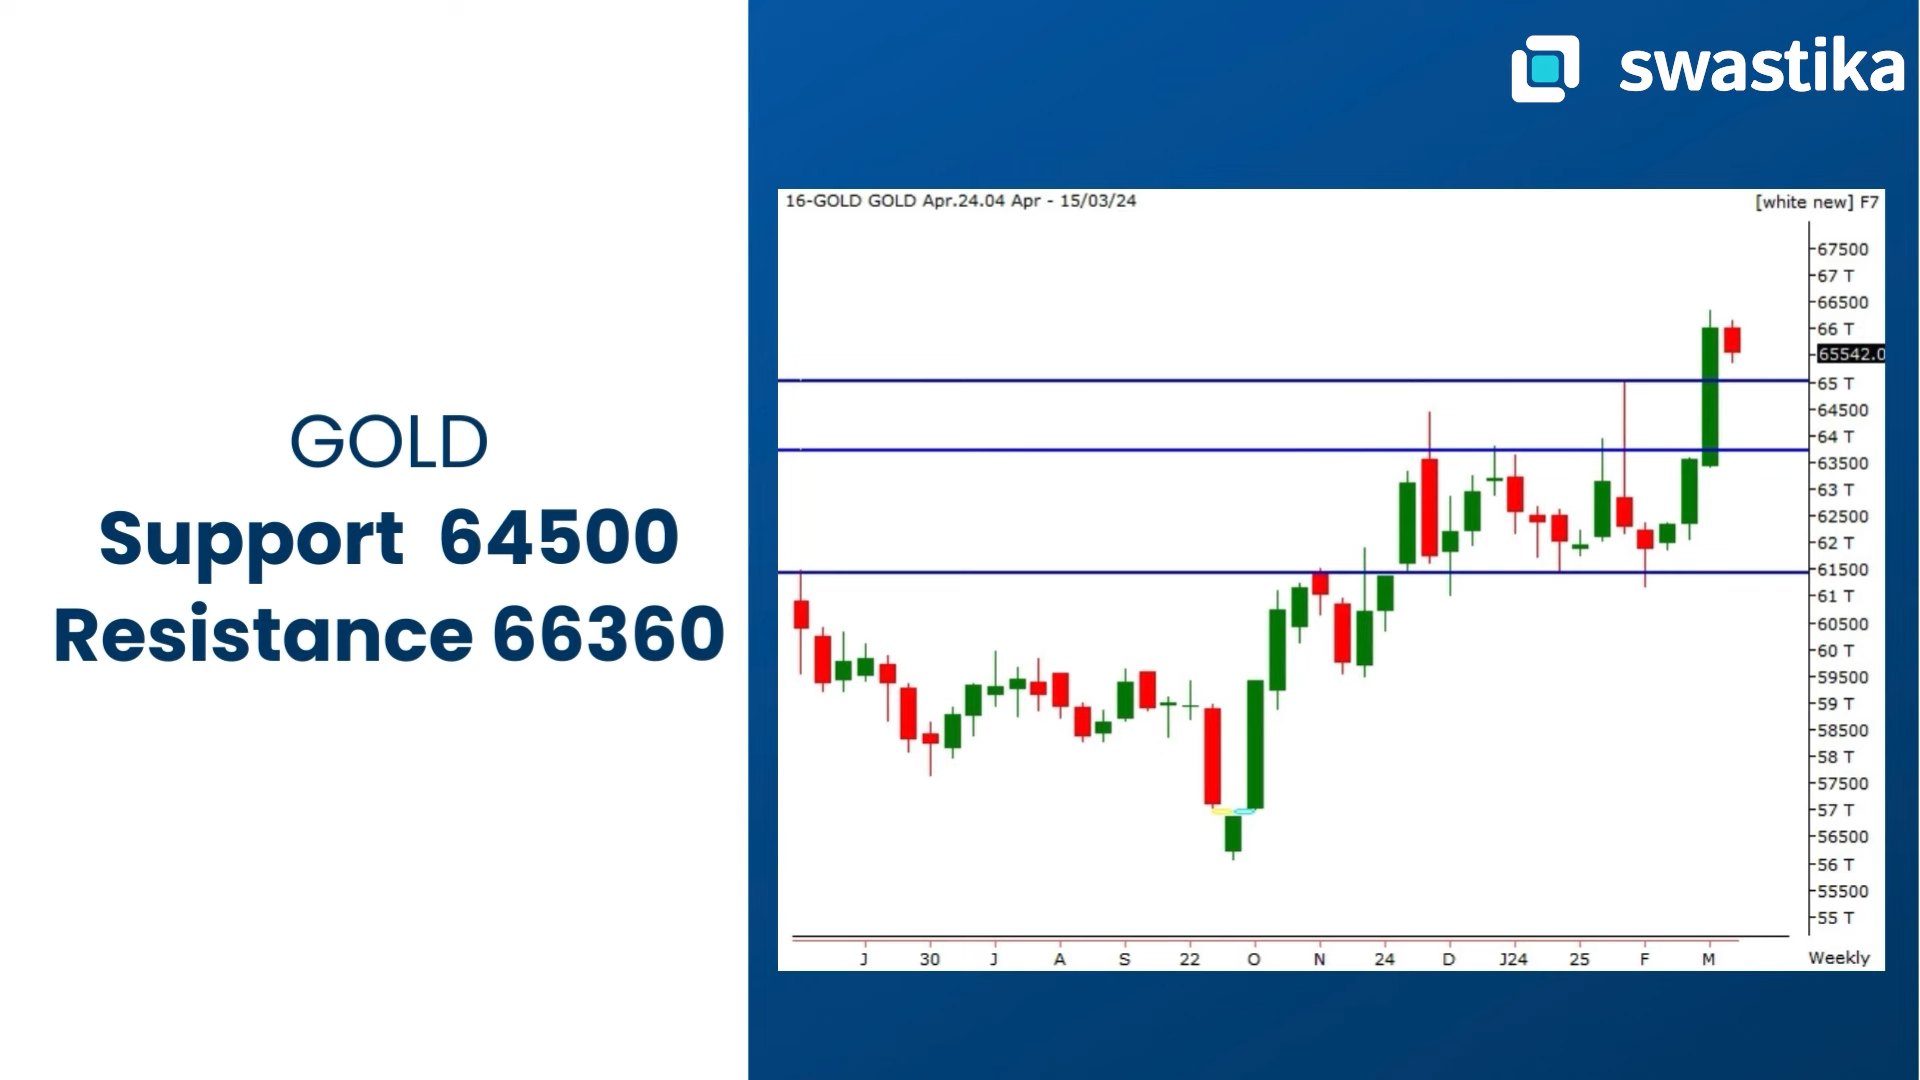 GOLD
Support 64500
Resistance 66360
swastika
16-GOLD GOLD Apr.24.04 Apr - 15/03/24
[white new] F7
67500
67 T
66500
66 T
65542.0
65 T
64500
64 T
63500
63 T
62500
62 T
61500
61 T
60500
60 T
59500
59 T
58500
58 T
57500
57 T
56500
56 T
55500
55 T
J 30 J A S 22 O N 24 D J24 25 F M Weekly